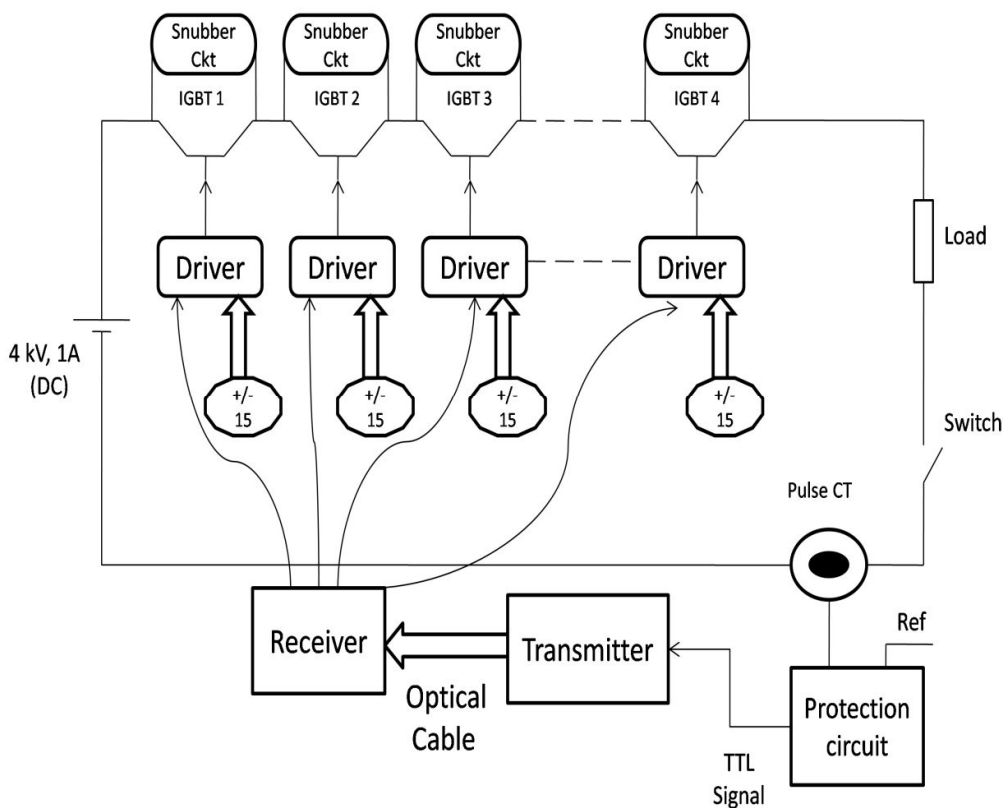 Snubber
Ckt
Snubber
Ckt
Snubber
Ckt
Snubber
Ckt
IGBT 1
IGBT 2
IGBT 3
IGBT 4
Driver
Driver
Driver
Driver
Load
4 kV, 1A
(DC)
+/-
15
+/-
15
+/-
15
+/-
15
Switch
Pulse CT
Receiver
Transmitter
Ref
Optical
Cable
Protection
circuit
TTL
Signal